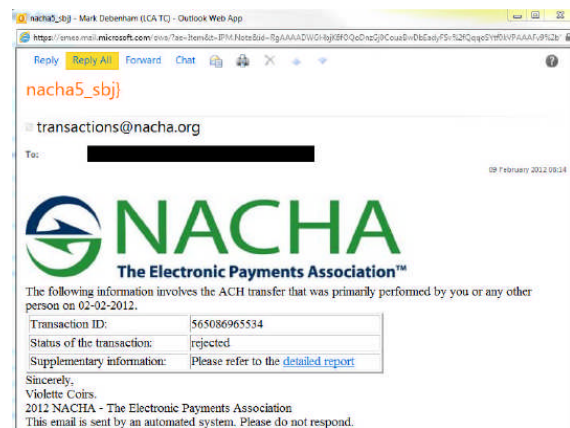 nacha5_sbj} - Mark Debenham (LCA TC) - Outlook Web App
Reply Reply All Forward Chat
nacha5_sbj}
transactions@nacha.org
To:
09 February 2012 06:14
NACHA
The Electronic Payments Association™
The following information involves the ACH transfer that was primarily performed by you or any other
person on 02-02-2012.
Transaction ID: 565086965534
Status of the transaction: rejected
Supplementary information: Please refer to the detailed report
Sincerely,
Violette Coirs.
2012 NACHA - The Electronic Payments Association
This email is sent by an automated system. Please do not respond.